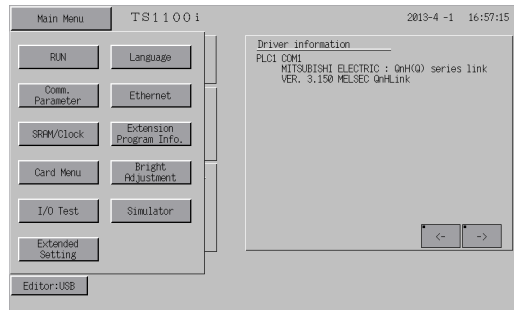 Main Menu
TS1100i
2013-4 -1 16:57:15
RUN
Language
Comm.
Parameter
Ethernet
SRAM/Clock
Extension
Program Info.
Card Menu
Bright
Adjustment
I/O Test
Simulator
Extended
Setting
Editor:USB
Driver information
PLC1 COM1
MITSUBISHI ELECTRIC : QnH(Q) series link
VER. 3.150 MELSEC QnHLink
<- ->